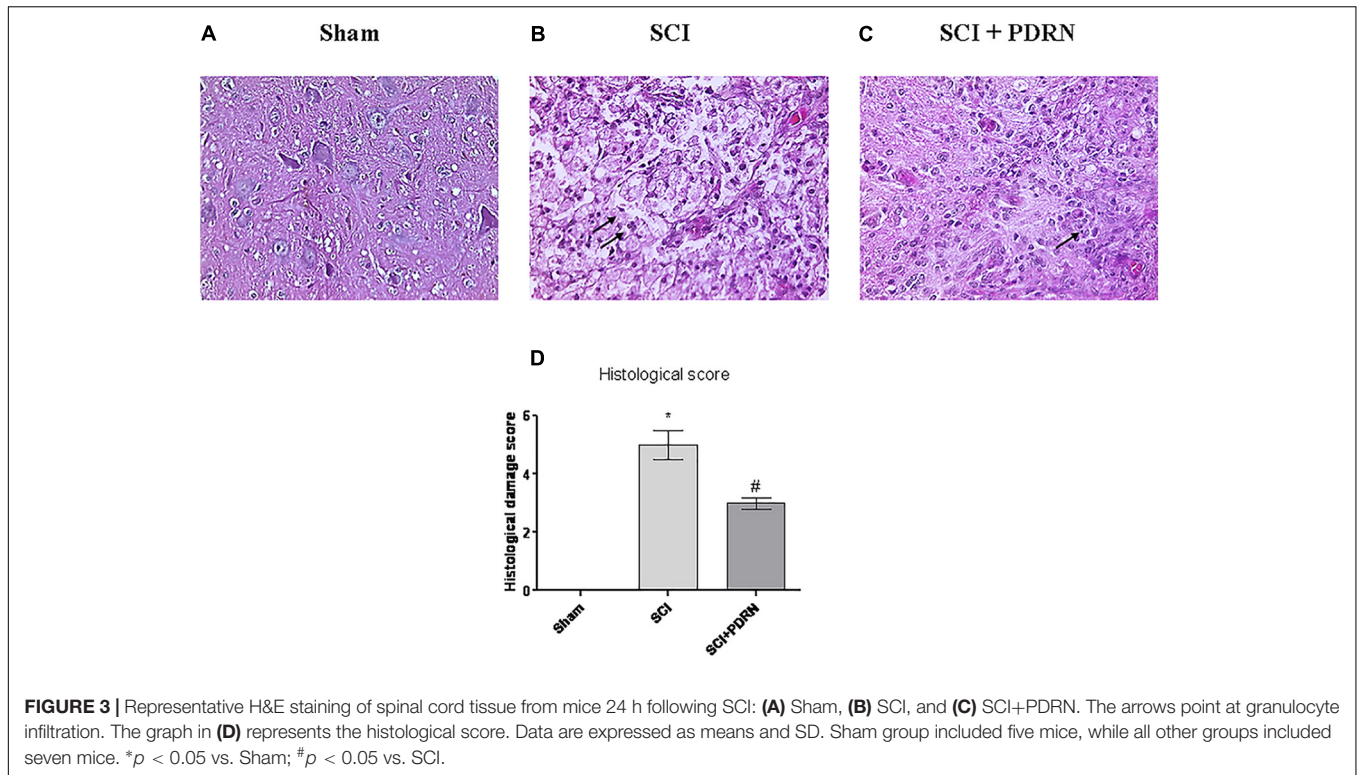 A Sham
B SCI
C SCI + PDRN
D
Histological score
Histological damage score
6
4
2
0
*
#
Sham
SCI
SCI+PDRN
FIGURE 3 | Representative H&E staining of spinal cord tissue from mice 24 h following SCI: (A) Sham, (B) SCI, and (C) SCI+PDRN. The arrows point at granulocyte
infiltration. The graph in (D) represents the histological score. Data are expressed as means and SD. Sham group included five mice, while all other groups included
seven mice. *p < 0.05 vs. Sham; #p < 0.05 vs. SCI.